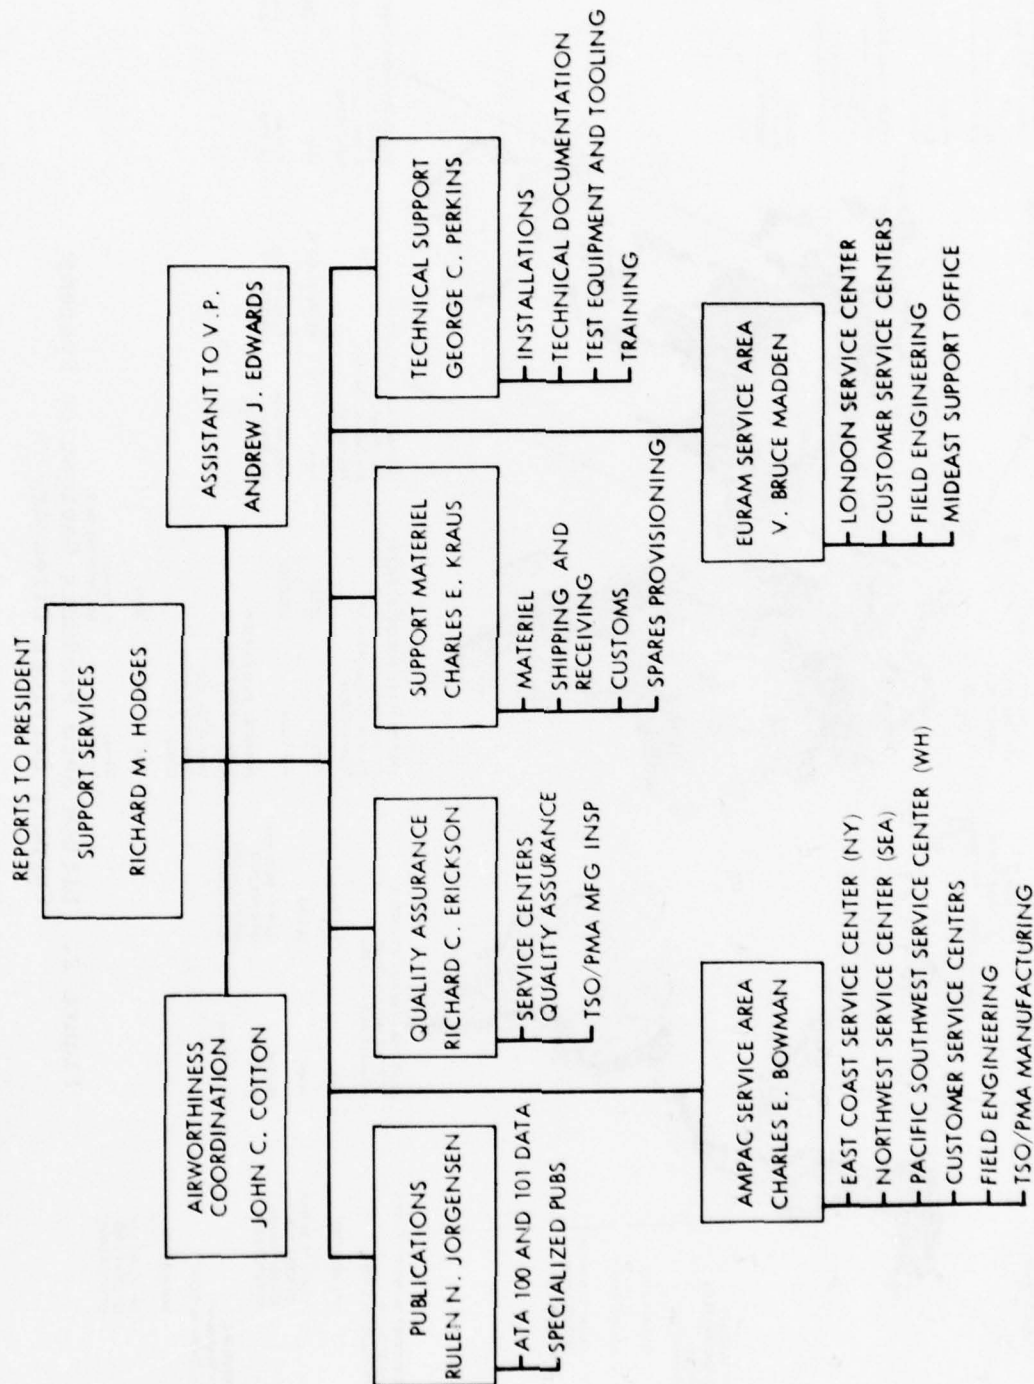 REPORTS TO PRESIDENT
SUPPORT SERVICES
RICHARD M. HODGES
AIRWORTHINESS
COORDINATION
JOHN C. COTTON
ASSISTANT TO V.P.
ANDREW J. EDWARDS
PUBLICATIONS
RULEN N. JORGENSEN
ATA 100 AND 101 DATA
SPECIALIZED PUBS
QUALITY ASSURANCE
RICHARD C. ERICKSON
SERVICE CENTERS
QUALITY ASSURANCE
TSO/PMA MFG INSP
SUPPORT MATERIEL
CHARLES E. KRAUS
MATERIEL
SHIPPING AND
RECEIVING
CUSTOMS
SPARES PROVISIONING
TECHNICAL SUPPORT
GEORGE C. PERKINS
INSTALLATIONS
TECHNICAL DOCUMENTATION
TEST EQUIPMENT AND TOOLING
TRAINING
AMPAC SERVICE AREA
CHARLES E. BOWMAN
EAST COAST SERVICE CENTER (NY)
NORTHWEST SERVICE CENTER (SEA)
PACIFIC SOUTHWEST SERVICE CENTER (WH)
CUSTOMER SERVICE CENTERS
FIELD ENGINEERING
TSO/PMA MANUFACTURING
EURAM SERVICE AREA
V. BRUCE MADDEN
LONDON SERVICE CENTER
CUSTOMER SERVICE CENTERS
FIELD ENGINEERING
MIDEAST SUPPORT OFFICE